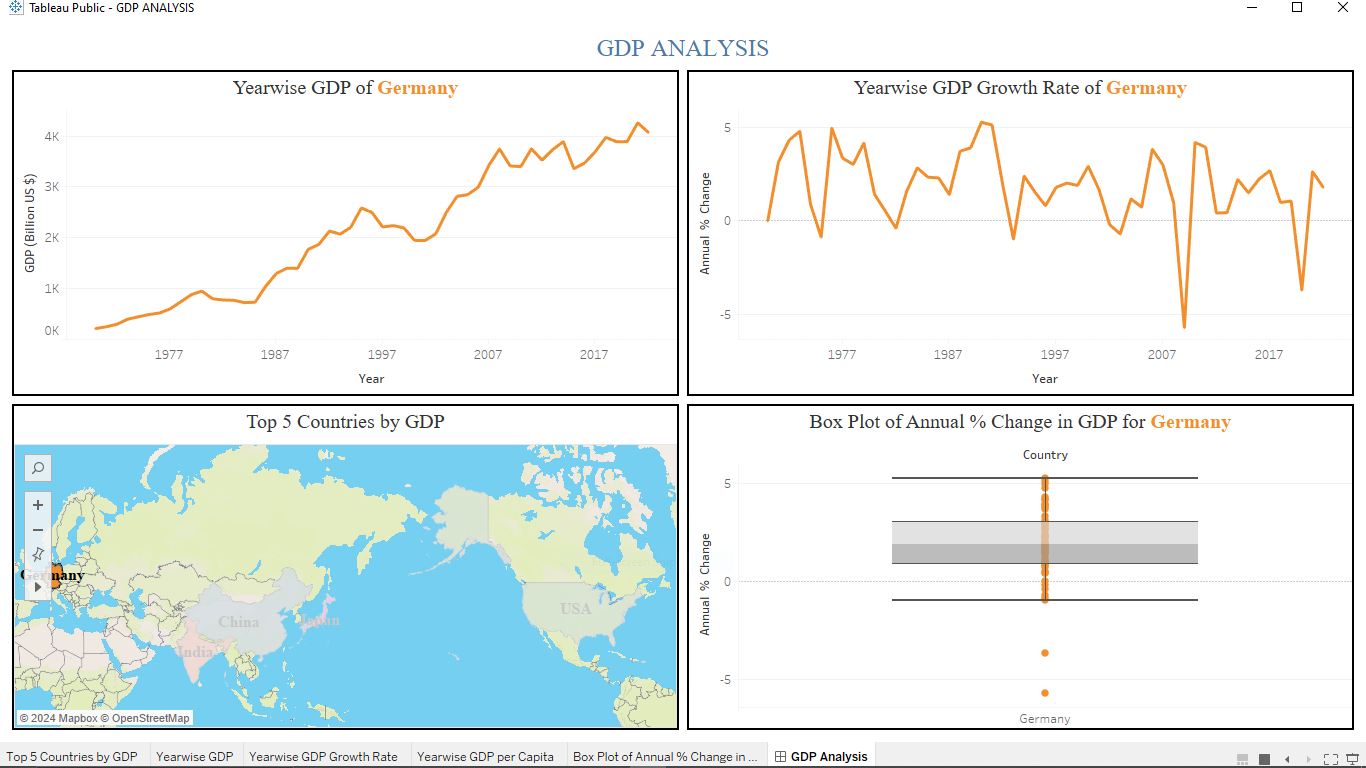 Tableau Public - GDP ANALYSIS
GDP ANALYSIS
Yearwise GDP of Germany
GDP (Billion US $)
4K
3K
2K
1K
0K
1977 1987 1997 2007 2017
Year
Yearwise GDP Growth Rate of Germany
Annual % Change
5
0
-5
1977 1987 1997 2007 2017
Year
Top 5 Countries by GDP
Germany
China
Japan
India
USA
© 2024 Mapbox © OpenStreetMap
Box Plot of Annual % Change in GDP for Germany
Country
Annual % Change
5
0
-5
Germany
Top 5 Countries by GDP Yearwise GDP Yearwise GDP Growth Rate Yearwise GDP per Capita Box Plot of Annual % Change in ... GDP Analysis